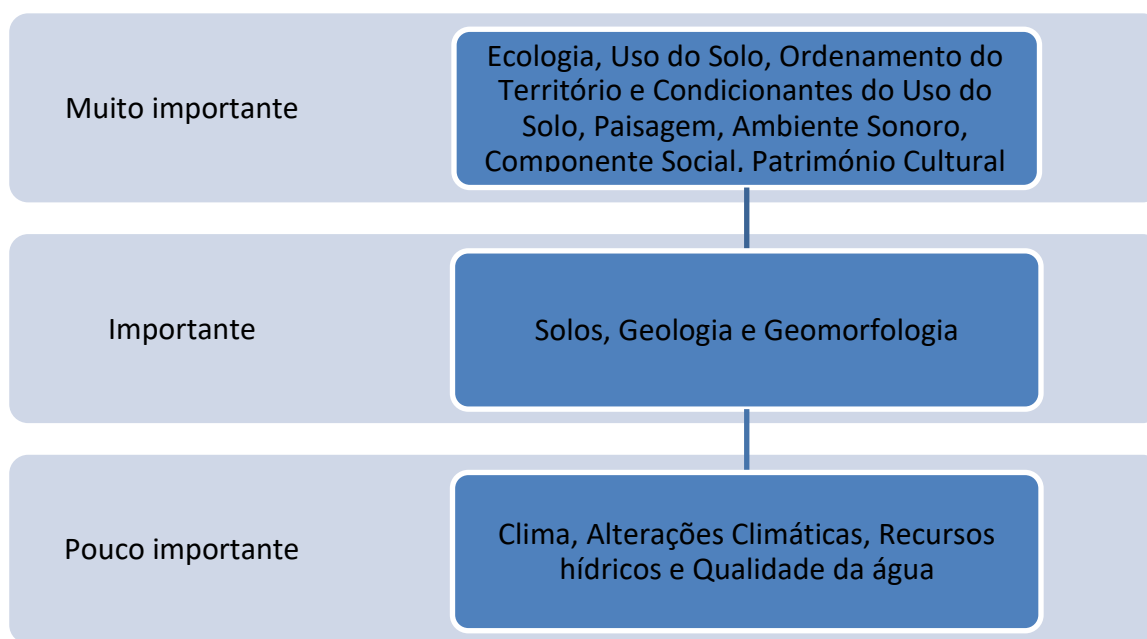 Muito importante
Ecologia, Uso do Solo, Ordenamento do
Território e Condicionantes do Uso do
Solo, Paisagem, Ambiente Sonoro,
Componente Social, Património Cultural
Importante
Solos, Geologia e Geomorfologia
Pouco importante
Clima, Alterações Climáticas, Recursos
hídricos e Qualidade da água